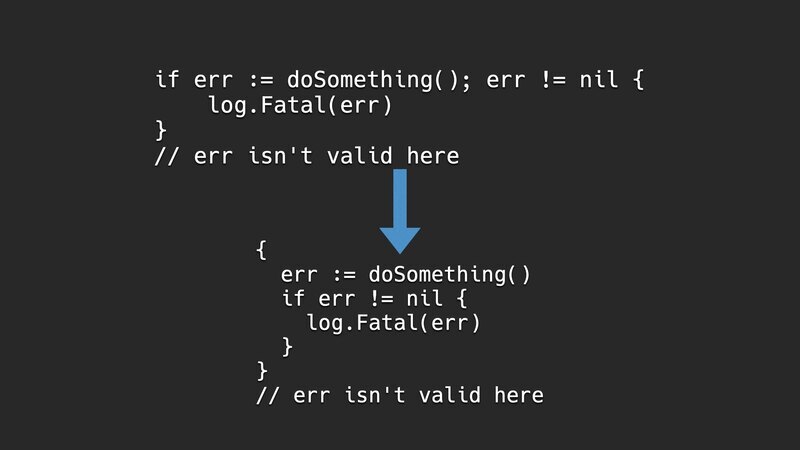 if err := doSomething(); err != nil {
    log.Fatal(err)
}
// err isn't valid here
{
  err := doSomething()
  if err != nil {
    log.Fatal(err)
  }
}
// err isn't valid here